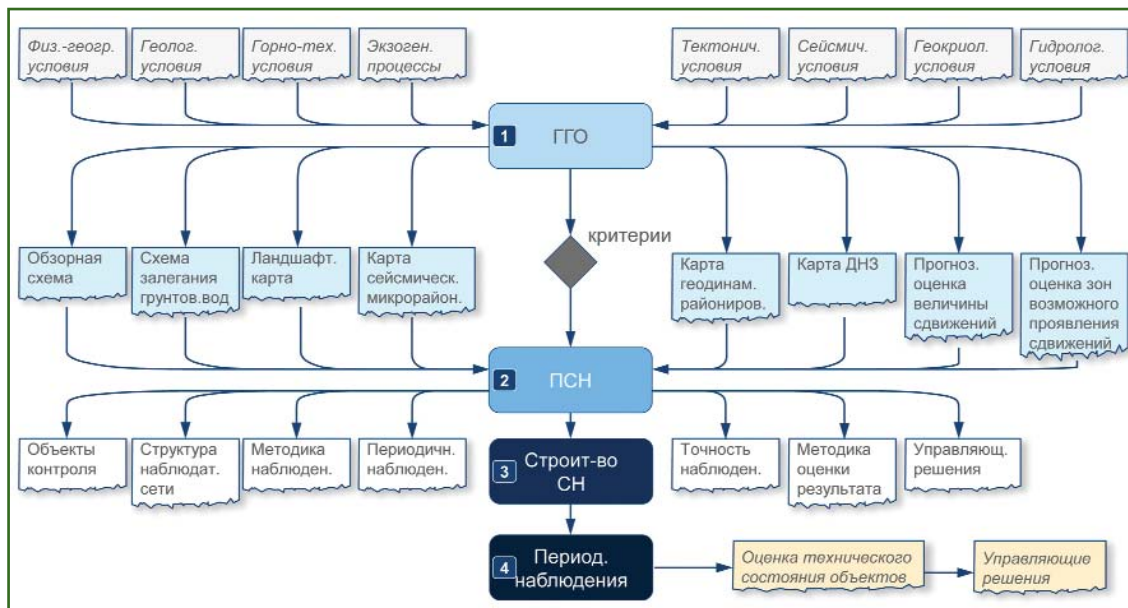 Физ.-геогр.
условия
Геолог.
условия
Горно-тех.
условия
Экзоген.
процессы
Тектонич.
условия
Сейсмич.
условия
Геокриол.
условия
Гидролог.
условия
1
ГГО
критерии
Обзорная
схема
Схема
залегания
грунтов.вод
Ландшафт.
карта
Карта
сейсмическ.
микрорайон.
Карта
геодинам.
райониров.
Карта ДНЗ
Прогноз.
оценка
величины
сдвижений
Прогноз.
оценка зон
возможного
проявления
сдвижений
2
ПСН
Объекты
контроля
Структура
наблюдат.
сети
Методика
наблюден.
Периодичн.
наблюден.
Точность
наблюден.
Методика
оценки
результата
Управляющ.
решения
3
Строит-во
СН
4
Период.
наблюдения
Оценка технического
состояния объектов
Управляющие
решения